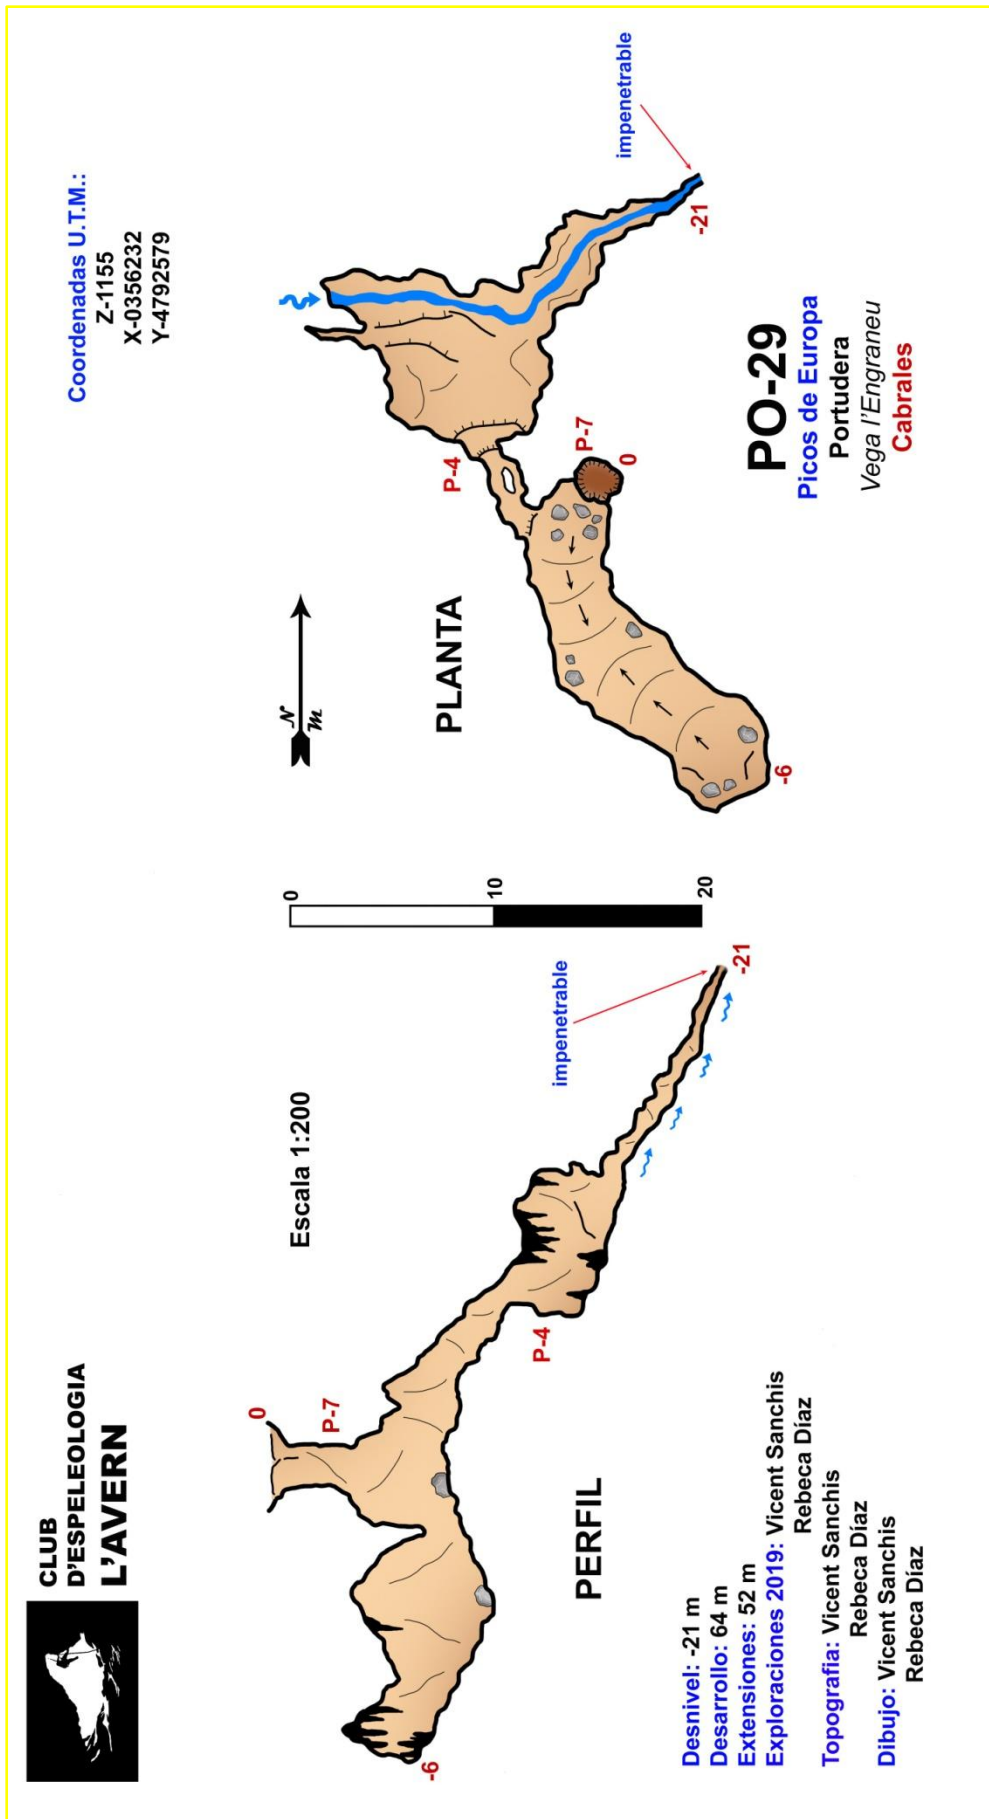 CLUB
D'ESPELEOLOGIA
L'AVERN
0
P-7
P-4
-6
impenetrable
-21
Escala 1:200
PERFIL
0
10
20
Desnivel: -21 m
Desarrollo: 64 m
Extensiones: 52 m
Exploraciones 2019: Vicent Sanchis
Rebeca Díaz
Topografia: Vicent Sanchis
Rebeca Díaz
Dibujo: Vicent Sanchis
Rebeca Díaz
Coordenadas U.T.M.:
Z-1155
X-0356232
Y-4792579
N
m
PLANTA
P-4
P-7
0
-6
impenetrable
-21
PO-29
Picos de Europa
Portudera
Vega l'Engraneu
Cabrales